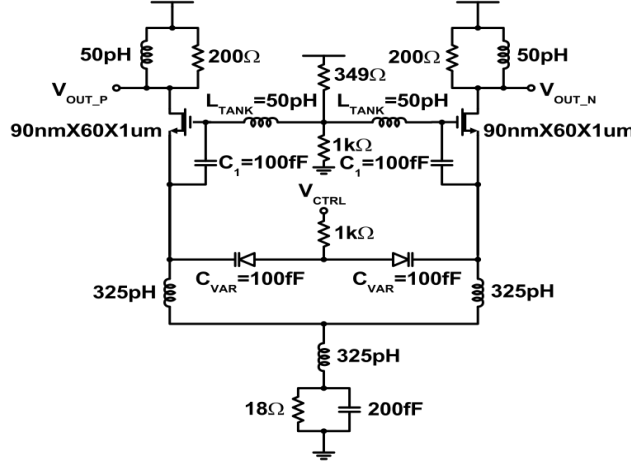 50pH 200Ω 200Ω 50pH
349Ω
V_OUT_P L_TANK=50pH L_TANK=50pH V_OUT_N
90nmX60X1um 90nmX60X1um
C_1=100fF 1kΩ C_1=100fF
V_CTRL
1kΩ
C_VAR=100fF C_VAR=100fF
325pH 325pH
325pH
18Ω 200fF